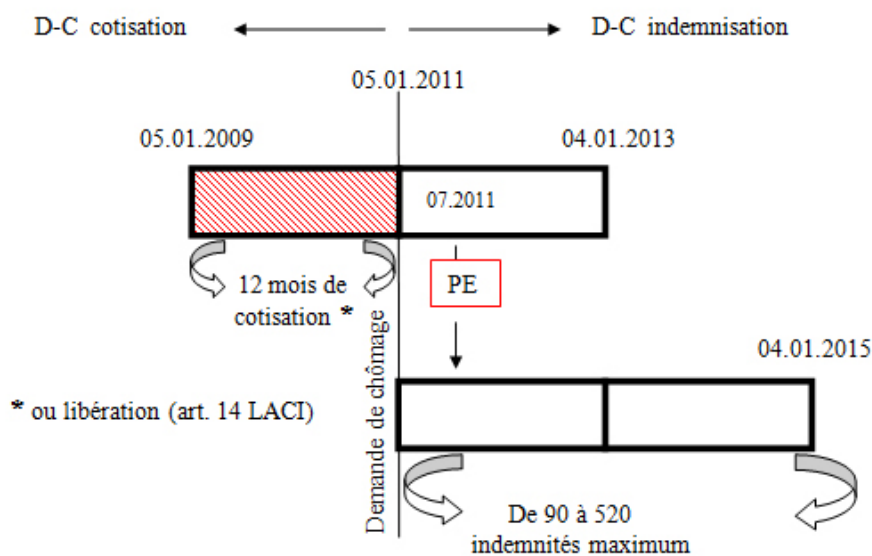 D-C cotisation
D-C indemnisation
05.01.2011
05.01.2009
04.01.2013
07.2011
12 mois de
cotisation *
PE
Demande de chômage
04.01.2015
* ou libération (art. 14 LACI)
De 90 à 520
indemnités maximum